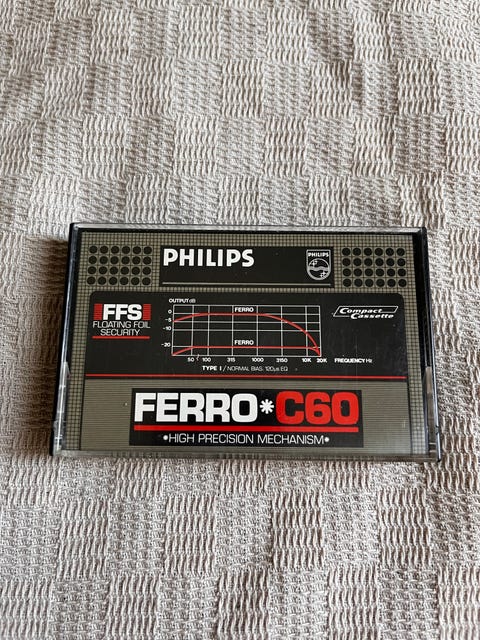 PHILIPS
PHILIPS
FFS
FLOATING FOIL
SECURITY
OUTPUT (dB)
0
-5
-10
-20
FERRO
FERRO
50 100 315 1000 3150 10K 20K FREQUENCY Hz
TYPE I / NORMAL BIAS. 120µs EQ
Compact
Cassette
FERRO*C60
•HIGH PRECISION MECHANISM•